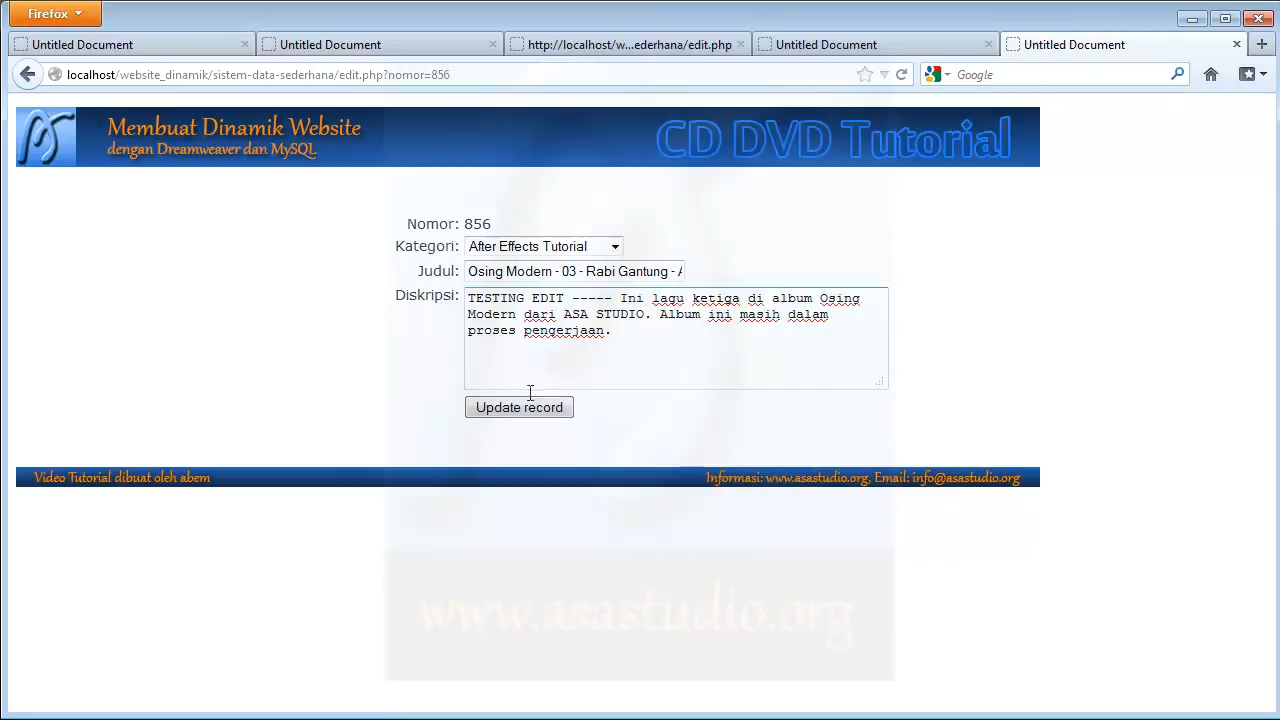 Firefox
Untitled Document
Untitled Document
http://localhost/w...ederhana/edit.php
Untitled Document
Untitled Document
localhost/website_dinamik/sistem-data-sederhana/edit.php?nomor=856
Google
Membuat Dinamik Website
dengan Dreamweaver dan MySQL
CD DVD Tutorial
Nomor: 856
Kategori: After Effects Tutorial
Judul: Osing Modern - 03 - Rabi Gantung - A
Diskripsi: TESTING EDIT ----- Ini lagu ketiga di album Osing
Modern dari ASA STUDIO. Album ini masih dalam
proses pengerjaan.
Update record
Video Tutorial dibuat oleh abem
Informasi: www.asastudio.org, Email: info@asastudio.org
www.asastudio.org